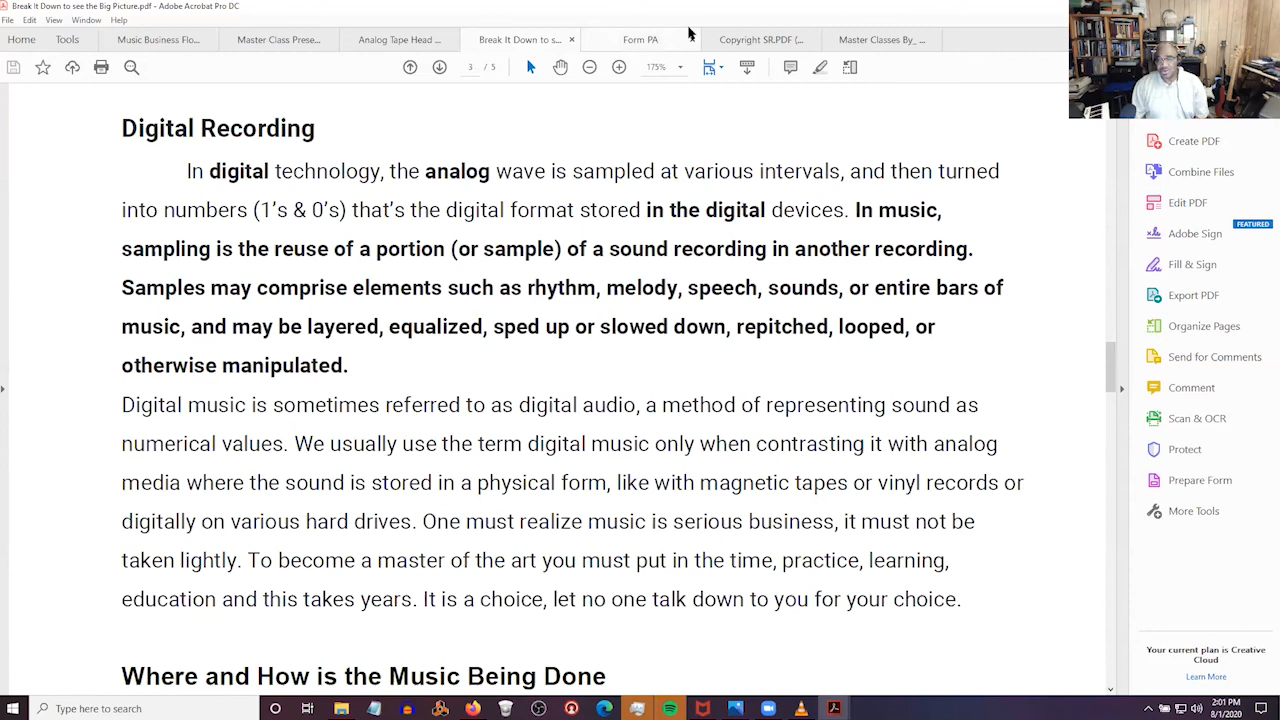 Break It Down to see the Big Picture.pdf - Adobe Acrobat Pro DC
File Edit View Window Help
Home Tools Music Business Flo... Master Class Prese... Analog Tape Break It Down to s... × Form PA Copyright SR.PDF (... Master Classes By_ ...
/ 5 175%
Digital Recording
In digital technology, the analog wave is sampled at various intervals, and then turned
into numbers (1's & 0's) that's the digital format stored in the digital devices. In music,
sampling is the reuse of a portion (or sample) of a sound recording in another recording.
Samples may comprise elements such as rhythm, melody, speech, sounds, or entire bars of
music, and may be layered, equalized, sped up or slowed down, repitched, looped, or
otherwise manipulated.
Digital music is sometimes referred to as digital audio, a method of representing sound as
numerical values. We usually use the term digital music only when contrasting it with analog
media where the sound is stored in a physical form, like with magnetic tapes or vinyl records or
digitally on various hard drives. One must realize music is serious business, it must not be
taken lightly. To become a master of the art you must put in the time, practice, learning,
education and this takes years. It is a choice, let no one talk down to you for your choice.
Where and How is the Music Being Done
Create PDF
Combine Files
Edit PDF
FEATURED
Adobe Sign
Fill & Sign
Export PDF
Organize Pages
Send for Comments
Comment
Scan & OCR
Protect
Prepare Form
More Tools
Your current plan is Creative
Cloud
Learn More
Type here to search
2:01 PM
8/1/2020